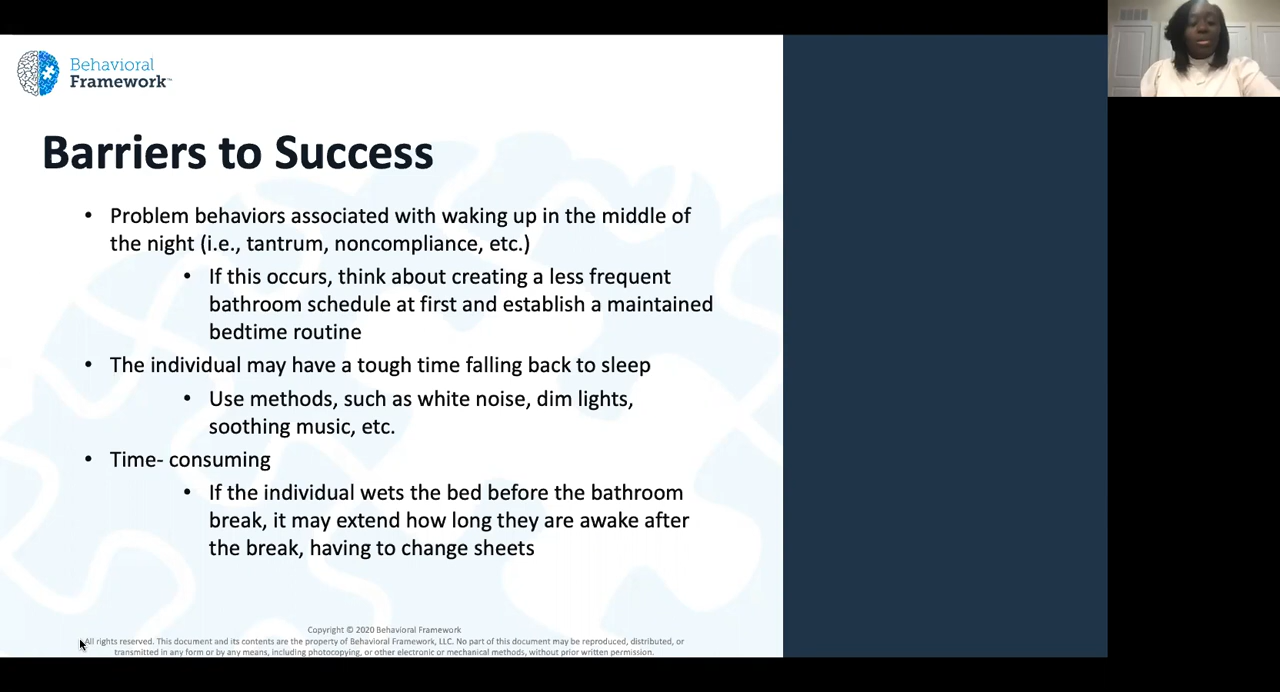 Behavioral
Framework™
Barriers to Success
• Problem behaviors associated with waking up in the middle of
the night (i.e., tantrum, noncompliance, etc.)
• If this occurs, think about creating a less frequent
bathroom schedule at first and establish a maintained
bedtime routine
• The individual may have a tough time falling back to sleep
• Use methods, such as white noise, dim lights,
soothing music, etc.
• Time- consuming
• If the individual wets the bed before the bathroom
break, it may extend how long they are awake after
the break, having to change sheets
Copyright © 2020 Behavioral Framework
All rights reserved. This document and its contents are the property of Behavioral Framework, LLC. No part of this document may be reproduced, distributed, or
transmitted in any form or by any means, including photocopying, or other electronic or mechanical methods, without prior written permission.